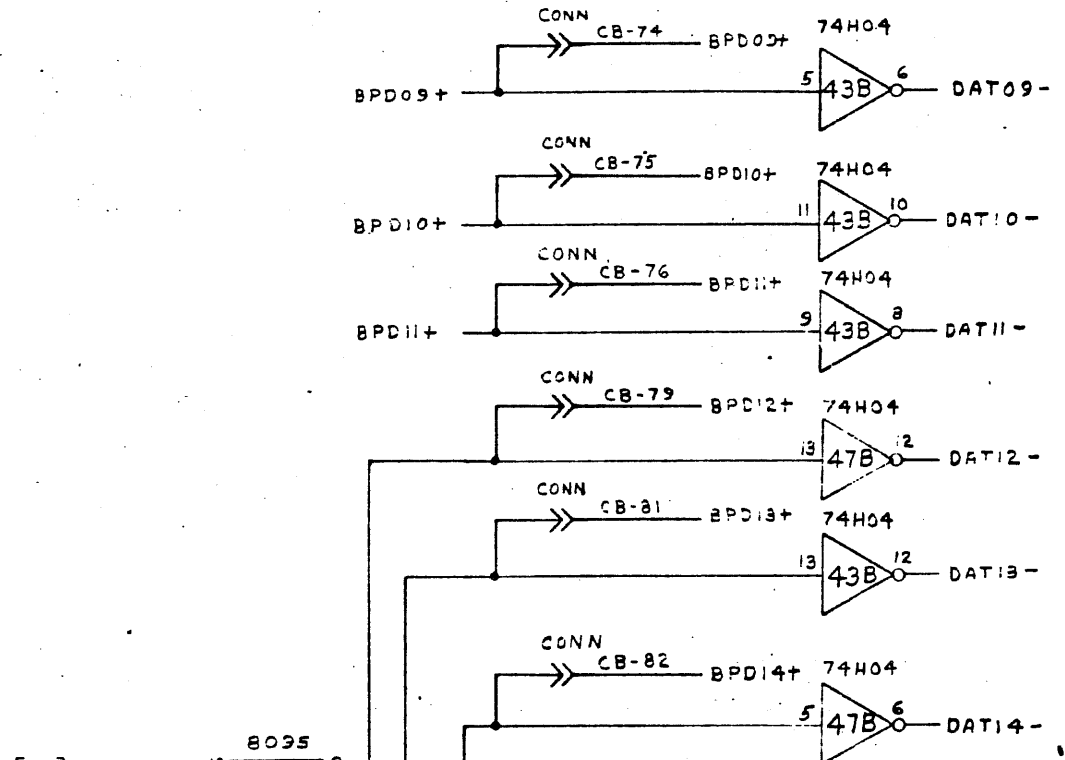 CONN
CB-74
BPD09+
74H04
BPD09+
5
43B
6
DAT09-
CONN
CB-75
BPD10+
74H04
BPD10+
11
43B
10
DAT10-
CONN
CB-76
BPD11+
74H04
BPD11+
9
43B
8
DAT11-
CONN
CB-79
BPD12+
74H04
13
47B
12
DAT12-
CONN
CB-81
BPD13+
74H04
13
43B
12
DAT13-
CONN
CB-82
BPD14+
74H04
5
47B
6
DAT14-
8095